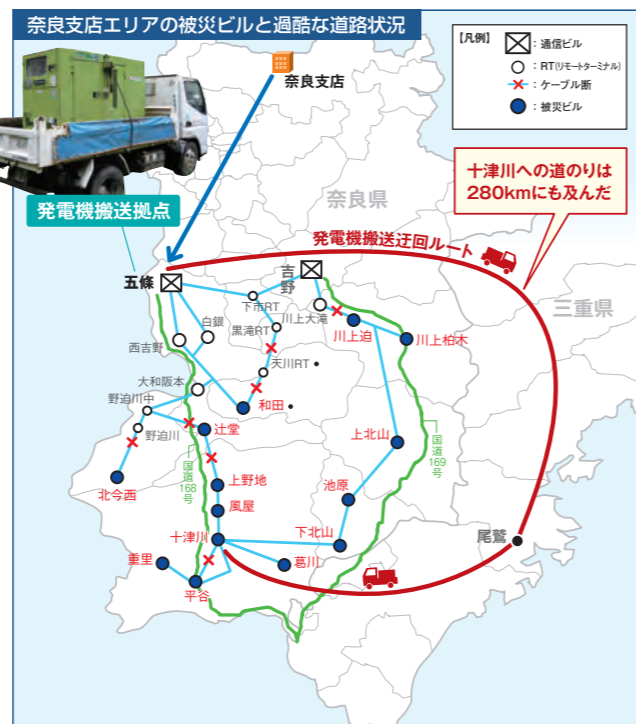 奈良支店エリアの被災ビルと過酷な道路状況
【凡例】
：通信ビル
：RT(リモートターミナル)
：ケーブル断
：被災ビル
奈良支店
十津川への道のりは
280kmにも及んだ
奈良県
発電機搬送拠点
発電機搬送迂回ルート
三重県
五條
吉野
下市RT
川上大滝
白銀
黒滝RT
川上迫
川上柏木
西吉野
天川RT
大和阪本
野迫川中
和田
野迫川
辻堂
上北山
国道169号
国道168号
北今西
上野地
池原
風屋
十津川
下北山
尾鷲
重里
葛川
平谷